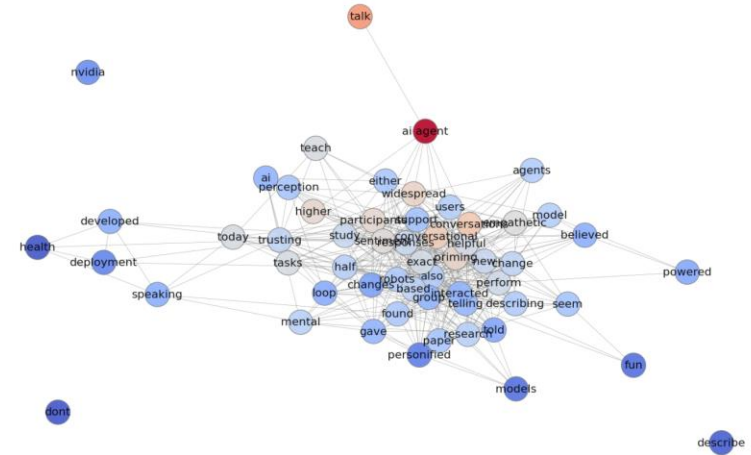 talk
nvidia
ai agent
teach
agents
ai
either
perception
widespread
users
higher
model
participants
support
conversations
empathetic
developed
today
trusting
study
sentiment
responses
conversational
helpful
believed
health
deployment
tasks
half
exact
priming
new
change
powered
robots
also
changes
based
perform
speaking
loop
group
interacted
telling
describing
seem
mental
found
gave
paper
research
told
personified
fun
models
dont
describe